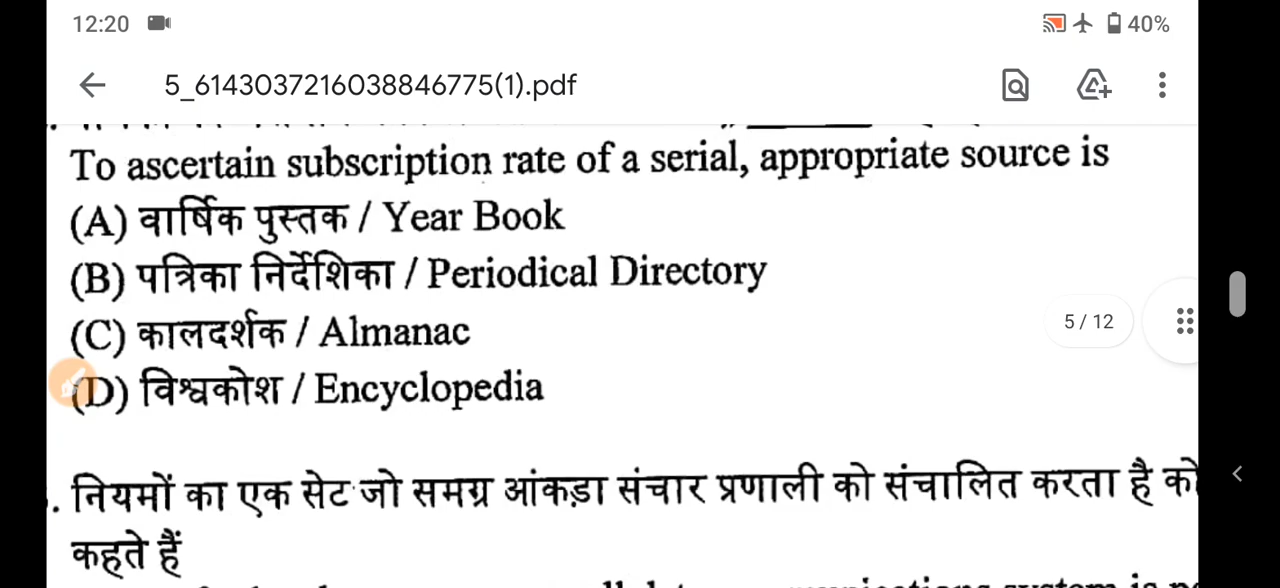 12:20 40%
5_6143037216038846775(1).pdf
To ascertain subscription rate of a serial, appropriate source is
(A) वार्षिक पुस्तक / Year Book
(B) पत्रिका निर्देशिका / Periodical Directory
(C) कालदर्शक / Almanac
5 / 12
(D) विश्वकोश / Encyclopedia
. नियमों का एक सेट जो समग्र आंकड़ा संचार प्रणाली को संचालित करता है को
कहते हैं